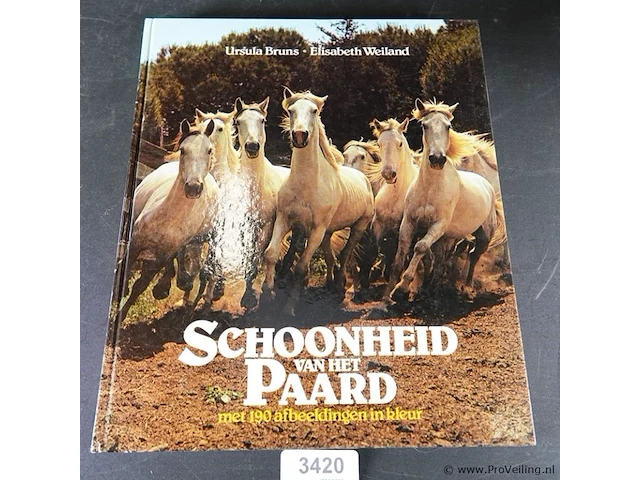 Ursula Bruns • Elisabeth Weiland
SCHOONHEID
VAN HET
PAARD
met 190 afbeeldingen in kleur
3420
© www.ProVeiling.nl